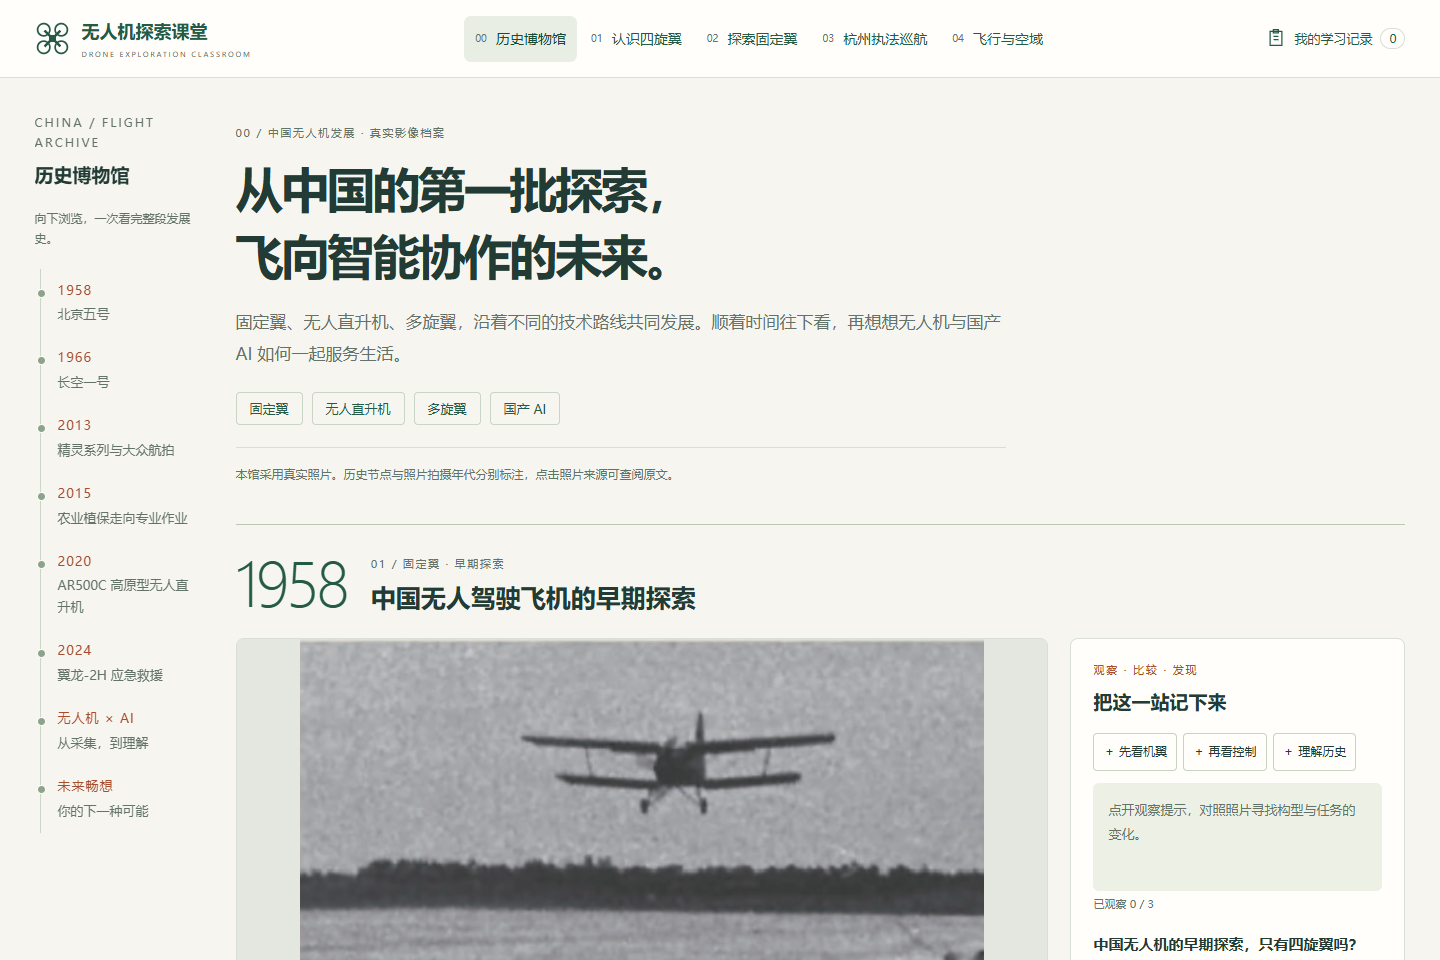 无人机探索课堂
DRONE EXPLORATION CLASSROOM
00 历史博物馆
01 认识四旋翼
02 探索固定翼
03 杭州执法巡航
04 飞行与空域
我的学习记录 0
CHINA / FLIGHT
ARCHIVE
历史博物馆
向下浏览，一次看完整段发展
史。
1958
北京五号
1966
长空一号
2013
精灵系列与大众航拍
2015
农业植保走向专业作业
2020
AR500C 高原型无人直
升机
2024
翼龙-2H 应急救援
无人机 × AI
从采集，到理解
未来畅想
你的下一种可能
00 / 中国无人机发展 · 真实影像档案
从中国的第一批探索，
飞向智能协作的未来。
固定翼、无人直升机、多旋翼，沿着不同的技术路线共同发展。顺着时间往下看，再想想无人机与国产
AI 如何一起服务生活。
固定翼
无人直升机
多旋翼
国产 AI
本馆采用真实照片。历史节点与照片拍摄年代分别标注，点击照片来源可查阅原文。
1958
01 / 固定翼 · 早期探索
中国无人驾驶飞机的早期探索
观察 · 比较 · 发现
把这一站记下来
+ 先看机翼
+ 再看控制
+ 理解历史
点开观察提示，对照照片寻找构型与任务的
变化。
已观察 0 / 3
中国无人机的早期探索，只有四旋翼吗？